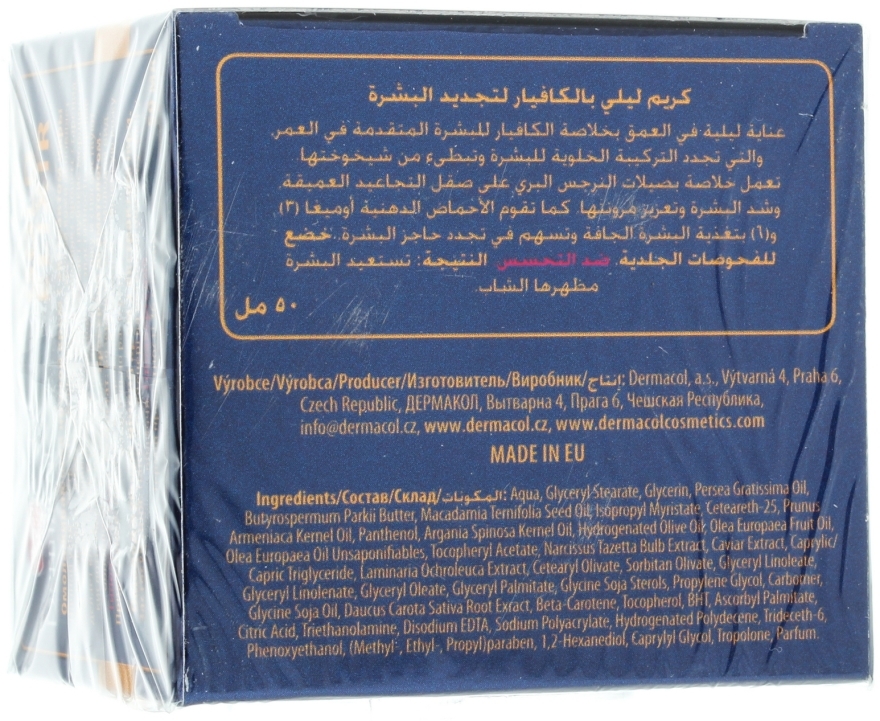 كريم ليلي بالكافيار لتجديد البشرة
عناية ليلية في العمق بخلاصة الكافيار للبشرة المتقدمة في العمر,
والتي تجدد التركيبة الخلوية للبشرة وتبطىء من شيخوختها.
تعمل خلاصة بصيلات النرجس البري على صقل التجاعيد العميقة,
وشد البشرة وتعزيز مرونتها. كما تقوم الأحماض الدهنية أوميغا (٣)
و(٦) بتغذية البشرة الجافة وتسهم في تجدد حاجز البشرة. خضع
للفحوصات الجلدية. ضد التحسس. النتيجة: تستعيد البشرة
مظهرها الشاب.
٥٠ مل
Výrobce/Výrobca/Producer/Изготовитель/Виробник/إنتاج: Dermacol, a.s., Výtvarná 4, Praha 6,
Czech Republic, ДЕРМАКОЛ, Вытварна 4, Прага 6, Чешская Республика,
info@dermacol.cz, www.dermacol.cz, www.dermacolcosmetics.com
MADE IN EU
Ingredients/Состав/Склад/المكونات: Aqua, Glyceryl Stearate, Glycerin, Persea Gratissima Oil,
Butyrospermum Parkii Butter, Macadamia Ternifolia Seed Oil, Isopropyl Myristate, Ceteareth-25, Prunus
Armeniaca Kernel Oil, Panthenol, Argania Spinosa Kernel Oil, Hydrogenated Olive Oil, Olea Europaea Fruit Oil,
Olea Europaea Oil Unsaponifiables, Tocopheryl Acetate, Narcissus Tazetta Bulb Extract, Caviar Extract, Caprylic/
Capric Triglyceride, Laminaria Ochroleuca Extract, Cetearyl Olivate, Sorbitan Olivate, Glyceryl Linoleate,
Glyceryl Linolenate, Glyceryl Oleate, Glyceryl Palmitate, Glycine Soja Sterols, Propylene Glycol, Carbomer,
Glycine Soja Oil, Daucus Carota Sativa Root Extract, Beta-Carotene, Tocopherol, BHT, Ascorbyl Palmitate,
Citric Acid, Triethanolamine, Disodium EDTA, Sodium Polyacrylate, Hydrogenated Polydecene, Trideceth-6,
Phenoxyethanol, (Methyl-, Ethyl-, Propyl)paraben, 1,2-Hexanediol, Caprylyl Glycol, Tropolone, Parfum.